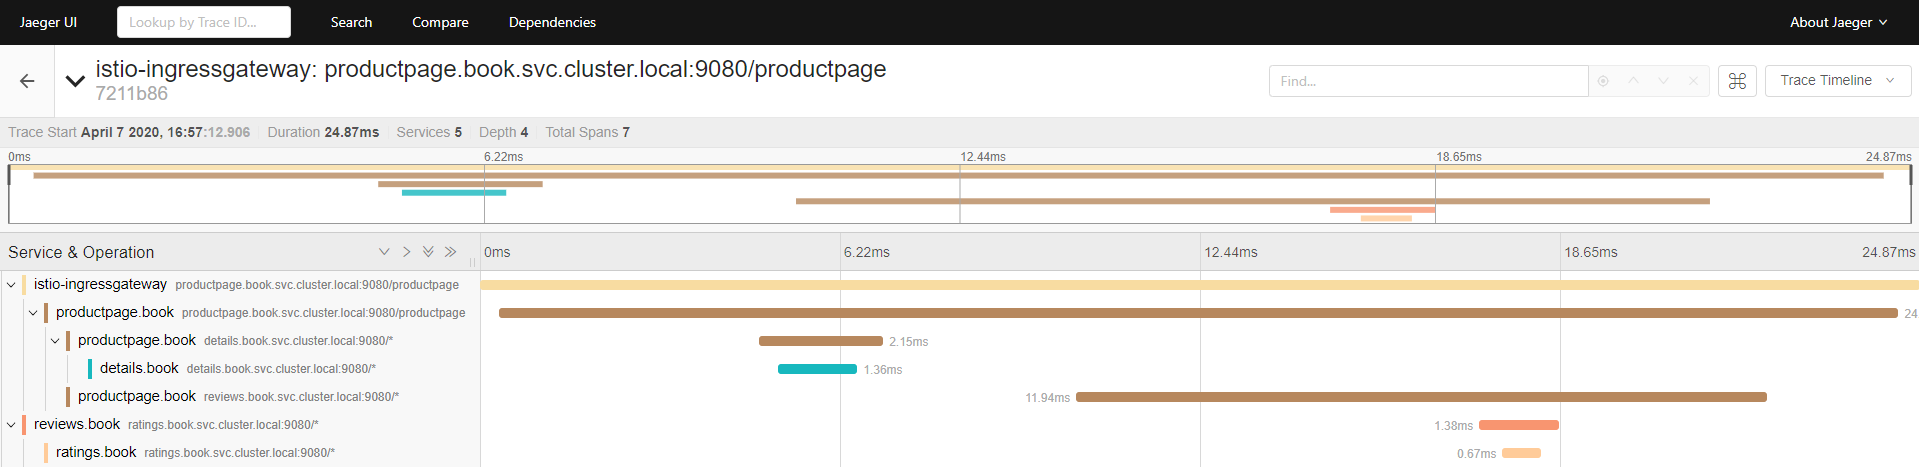 Jaeger UI Lookup by Trace ID... Search Compare Dependencies About Jaeger
istio-ingressgateway: productpage.book.svc.cluster.local:9080/productpage
7211b86
Find... Trace Timeline
Trace Start April 7 2020, 16:57:12.906 Duration 24.87ms Services 5 Depth 4 Total Spans 7
0ms 6.22ms 12.44ms 18.65ms 24.87ms
Service & Operation 0ms 6.22ms 12.44ms 18.65ms 24.87ms
istio-ingressgateway productpage.book.svc.cluster.local:9080/productpage
productpage.book productpage.book.svc.cluster.local:9080/productpage 24
productpage.book details.book.svc.cluster.local:9080/* 2.15ms
details.book details.book.svc.cluster.local:9080/* 1.36ms
productpage.book reviews.book.svc.cluster.local:9080/* 11.94ms
reviews.book ratings.book.svc.cluster.local:9080/* 1.38ms
ratings.book ratings.book.svc.cluster.local:9080/* 0.67ms